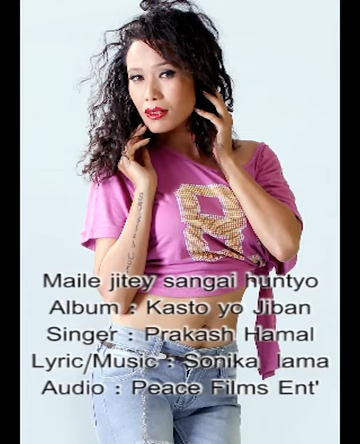 Maile jitey sangai huntyo
Album : Kasto yo Jiban
Singer : Prakash Hamal
Lyric/Music : Sonika lama
Audio : Peace Films Ent'